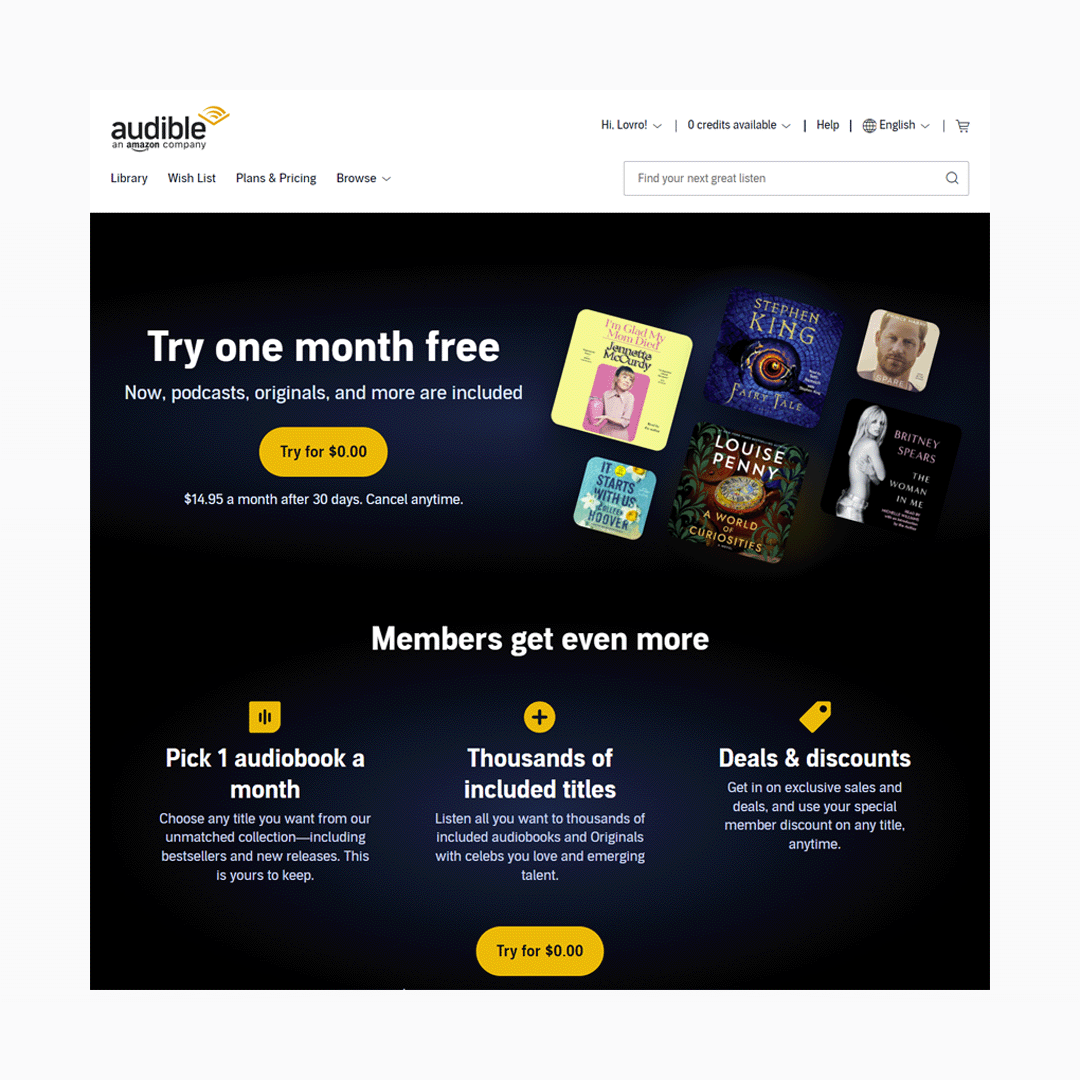 audible
an amazon company
Hi, Lovro!
0 credits available
Help
English
Library
Wish List
Plans & Pricing
Browse
Find your next great listen
Try one month free
Now, podcasts, originals, and more are included
Try for $0.00
$14.95 a month after 30 days. Cancel anytime.
I'm Glad My
Mom Died
Jennette
McCurdy
STEPHEN
KING
FAIRY TALE
SPARE
IT
STARTS
WITH US
COLLEEN
HOOVER
LOUISE
PENNY
A WORLD
OF
CURIOSITIES
BRITNEY
SPEARS
THE
WOMAN
IN ME
Members get even more
Pick 1 audiobook a
month
Choose any title you want from our
unmatched collection—including
bestsellers and new releases. This
is yours to keep.
Thousands of
included titles
Listen all you want to thousands of
included audiobooks and Originals
with celebs you love and emerging
talent.
Deals & discounts
Get in on exclusive sales and
deals, and use your special
member discount on any title,
anytime.
Try for $0.00